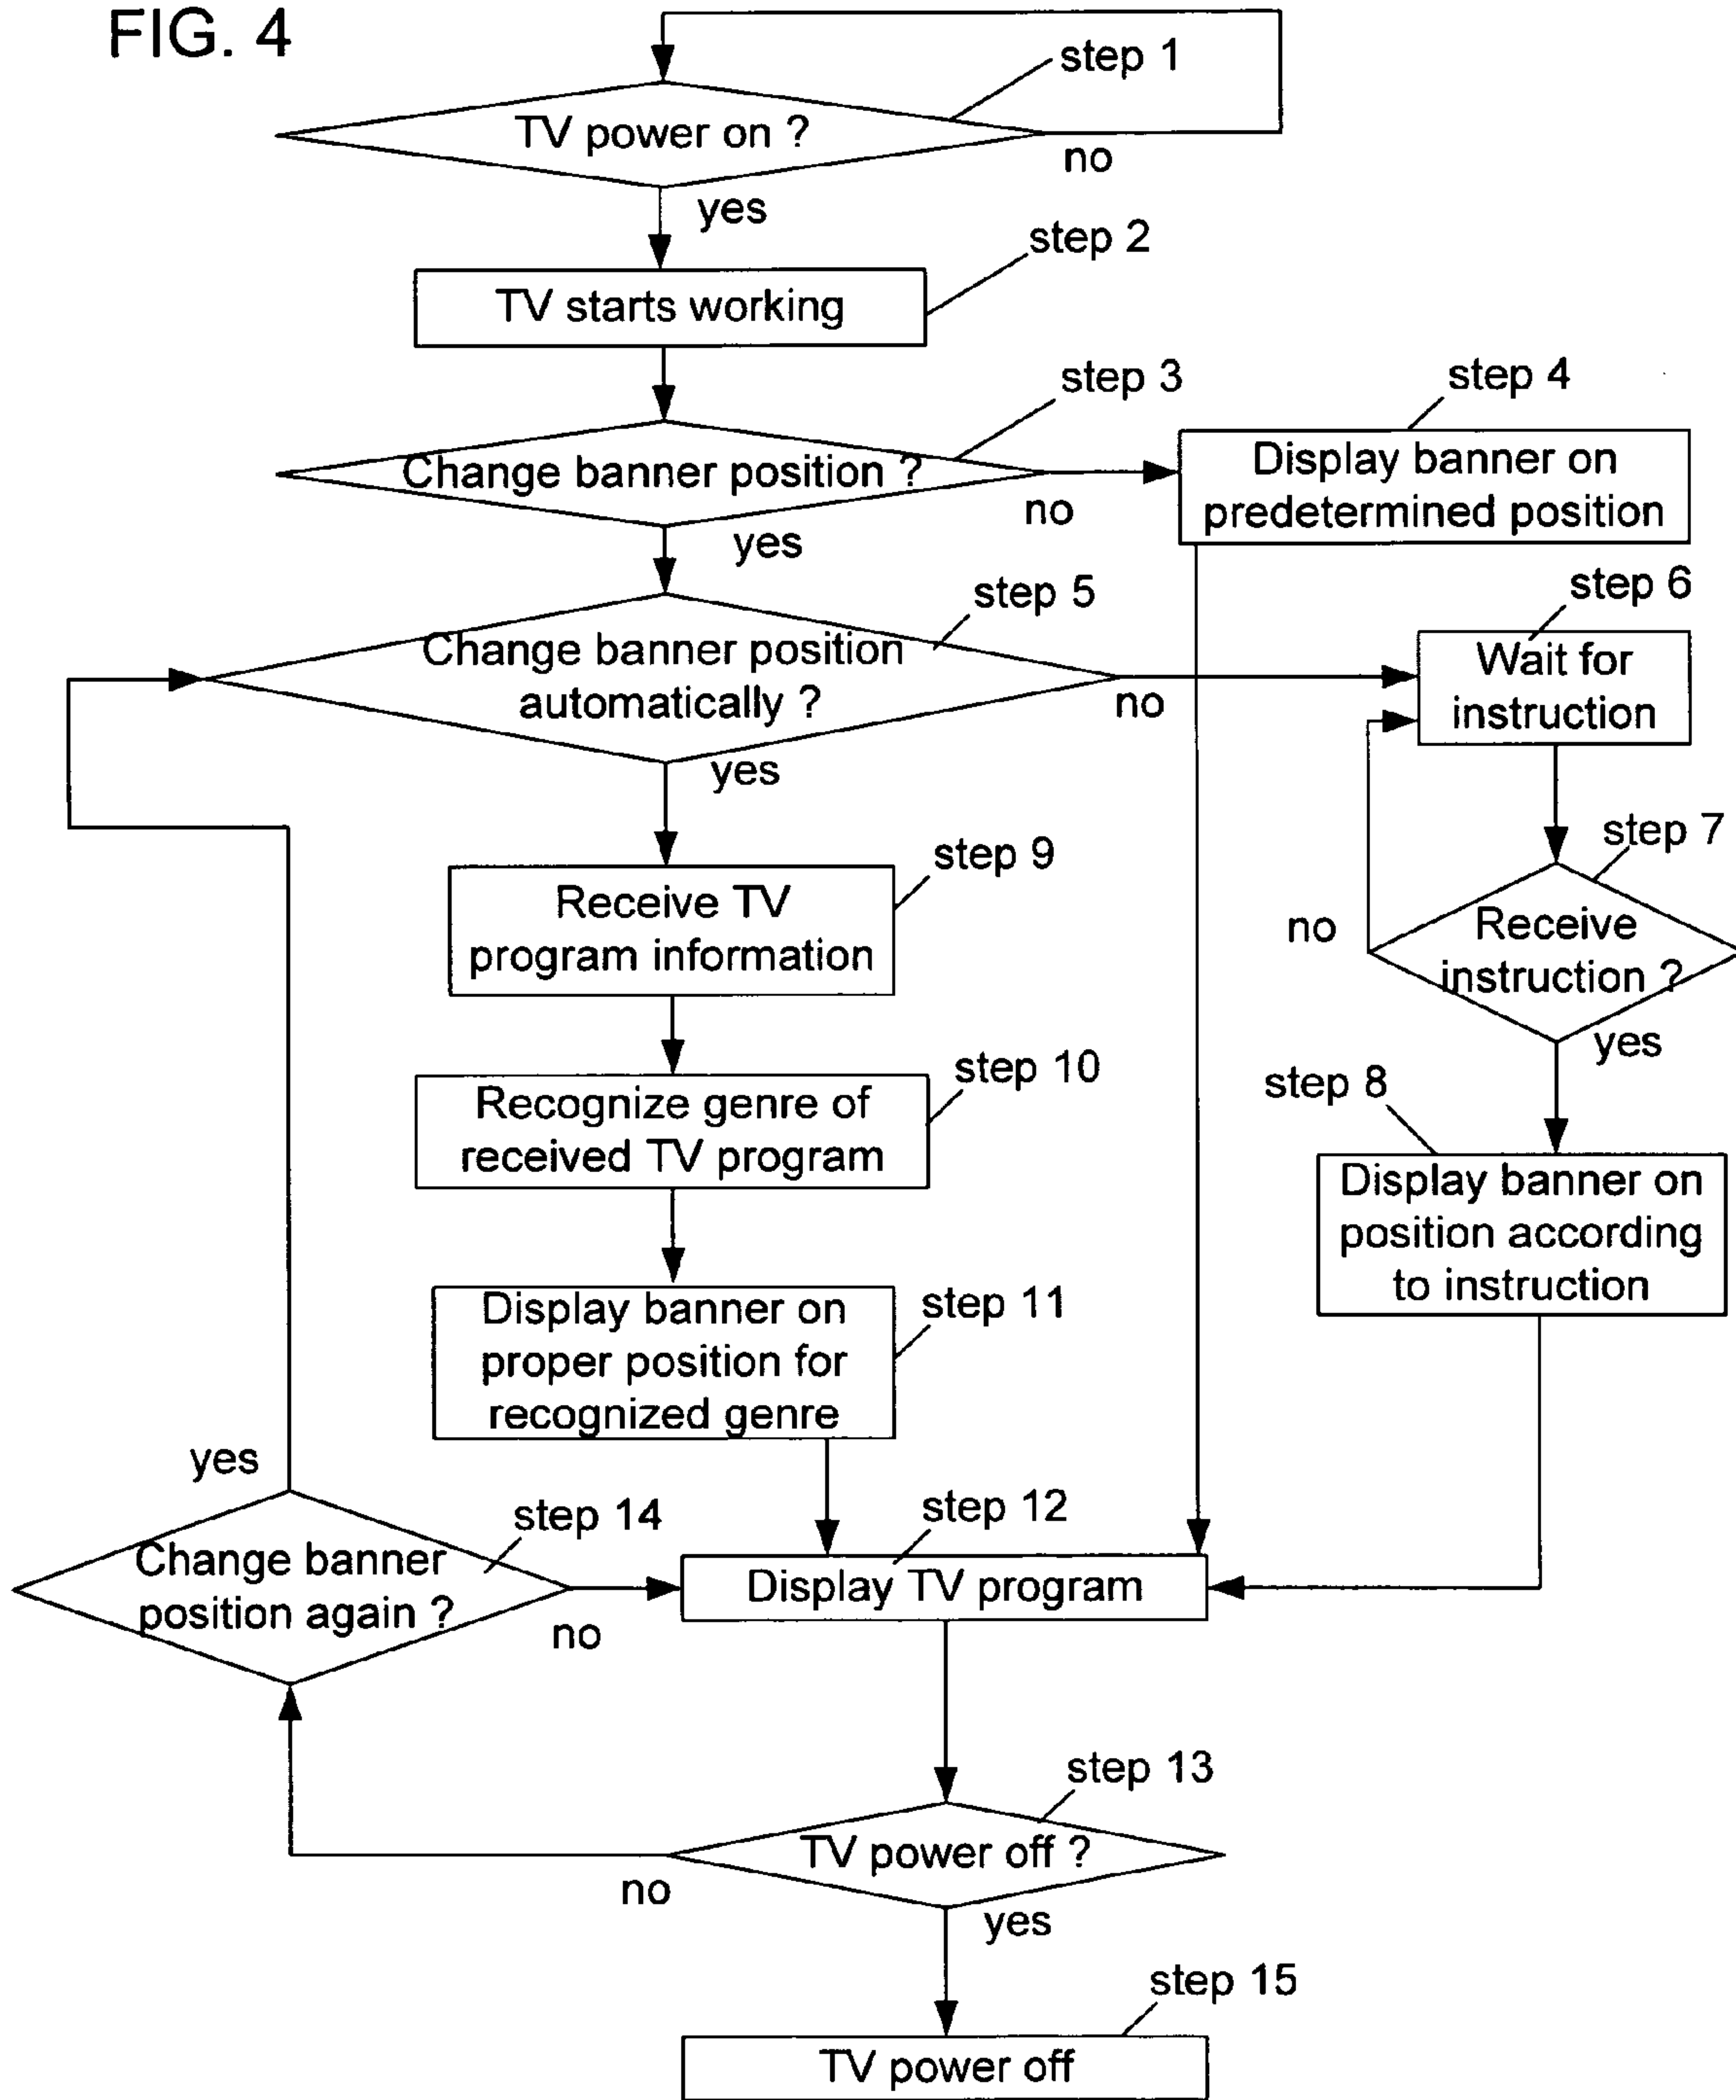 FIG. 4
step 1
TV power on ?
no
yes
step 2
TV starts working
step 3
Change banner position ?
no
yes
step 4
Display banner on
predetermined position
step 5
Change banner position
automatically ?
no
yes
step 6
Wait for
instruction
step 7
Receive
instruction ?
no
yes
step 8
Display banner on
position according
to instruction
step 9
Receive TV
program information
step 10
Recognize genre of
received TV program
step 11
Display banner on
proper position for
recognized genre
step 12
Display TV program
yes
step 14
Change banner
position again ?
no
step 13
TV power off ?
no
yes
step 15
TV power off